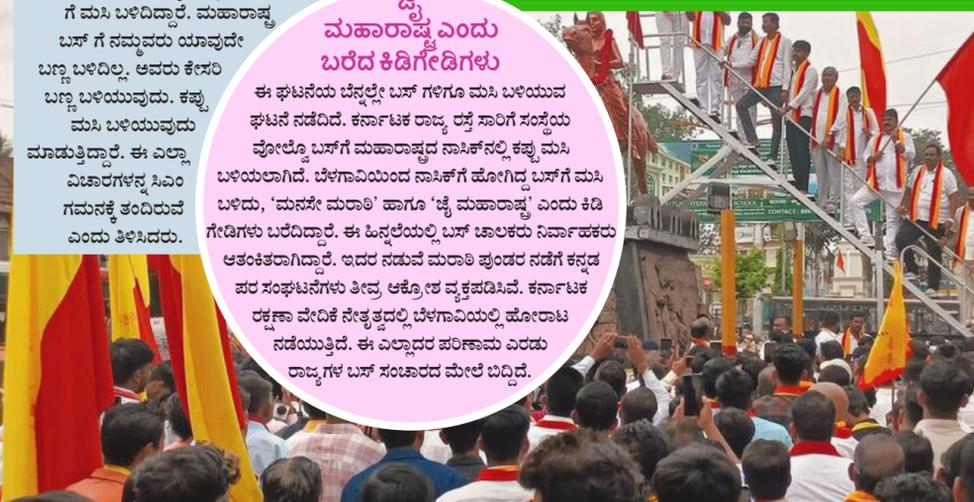 ಗೆ ಮಸಿ ಬಳಿದಿದ್ದಾರೆ. ಮಹಾರಾಷ್ಟ್ರ
ಬಸ್ ಗೆ ನಮ್ಮವರು ಯಾವುದೇ
ಬಣ್ಣ ಬಳಿದಿಲ್ಲ. ಅವರು ಕೇಸರಿ
ಬಣ್ಣ ಬಳಿಯುವುದು. ಕಪ್ಪು
ಮಸಿ ಬಳಿಯುವುದು
ಮಾಡುತ್ತಿದ್ದಾರೆ. ಈ ಎಲ್ಲಾ
ವಿಚಾರಗಳನ್ನ ಸಿಎಂ
ಗಮನಕ್ಕೆ ತಂದಿರುವೆ
ಎಂದು ತಿಳಿಸಿದರು.
ಜೈ
ಮಹಾರಾಷ್ಟ್ರ ಎಂದು
ಬರೆದ ಕಿಡಿಗೇಡಿಗಳು
ಈ ಘಟನೆಯ ಬೆನ್ನಲ್ಲೇ ಬಸ್ ಗಳಿಗೂ ಮಸಿ ಬಳಿಯುವ
ಘಟನೆ ನಡೆದಿದೆ. ಕರ್ನಾಟಕ ರಾಜ್ಯ ರಸ್ತೆ ಸಾರಿಗೆ ಸಂಸ್ಥೆಯ
ವೋಲ್ವೊ ಬಸ್‌ಗೆ ಮಹಾರಾಷ್ಟ್ರದ ನಾಸಿಕ್‌ನಲ್ಲಿ ಕಪ್ಪು ಮಸಿ
ಬಳಿಯಲಾಗಿದೆ. ಬೆಳಗಾವಿಯಿಂದ ನಾಸಿಕ್‌ಗೆ ಹೋಗಿದ್ದ ಬಸ್‌ಗೆ ಮಸಿ
ಬಳಿದು, ‘ಮನಸೇ ಮರಾಠಿ’ ಹಾಗೂ ‘ಜೈ ಮಹಾರಾಷ್ಟ್ರ’ ಎಂದು ಕಿಡಿ
ಗೇಡಿಗಳು ಬರೆದಿದ್ದಾರೆ. ಈ ಹಿನ್ನಲೆಯಲ್ಲಿ ಬಸ್ ಚಾಲಕರು ನಿರ್ವಾಹಕರು
ಆತಂಕಿತರಾಗಿದ್ದಾರೆ. ಇದರ ನಡುವೆ ಮರಾಠಿ ಪುಂಡರ ನಡೆಗೆ ಕನ್ನಡ
ಪರ ಸಂಘಟನೆಗಳು ತೀವ್ರ ಆಕ್ರೋಶ ವ್ಯಕ್ತಪಡಿಸಿವೆ. ಕರ್ನಾಟಕ
ರಕ್ಷಣಾ ವೇದಿಕೆ ನೇತೃತ್ವದಲ್ಲಿ ಬೆಳಗಾವಿಯಲ್ಲಿ ಹೋರಾಟ
ನಡೆಯುತ್ತಿದೆ. ಈ ಎಲ್ಲಾದರ ಪರಿಣಾಮ ಎರಡು
ರಾಜ್ಯಗಳ ಬಸ್ ಸಂಚಾರದ ಮೇಲೆ ಬಿದ್ದಿದೆ.